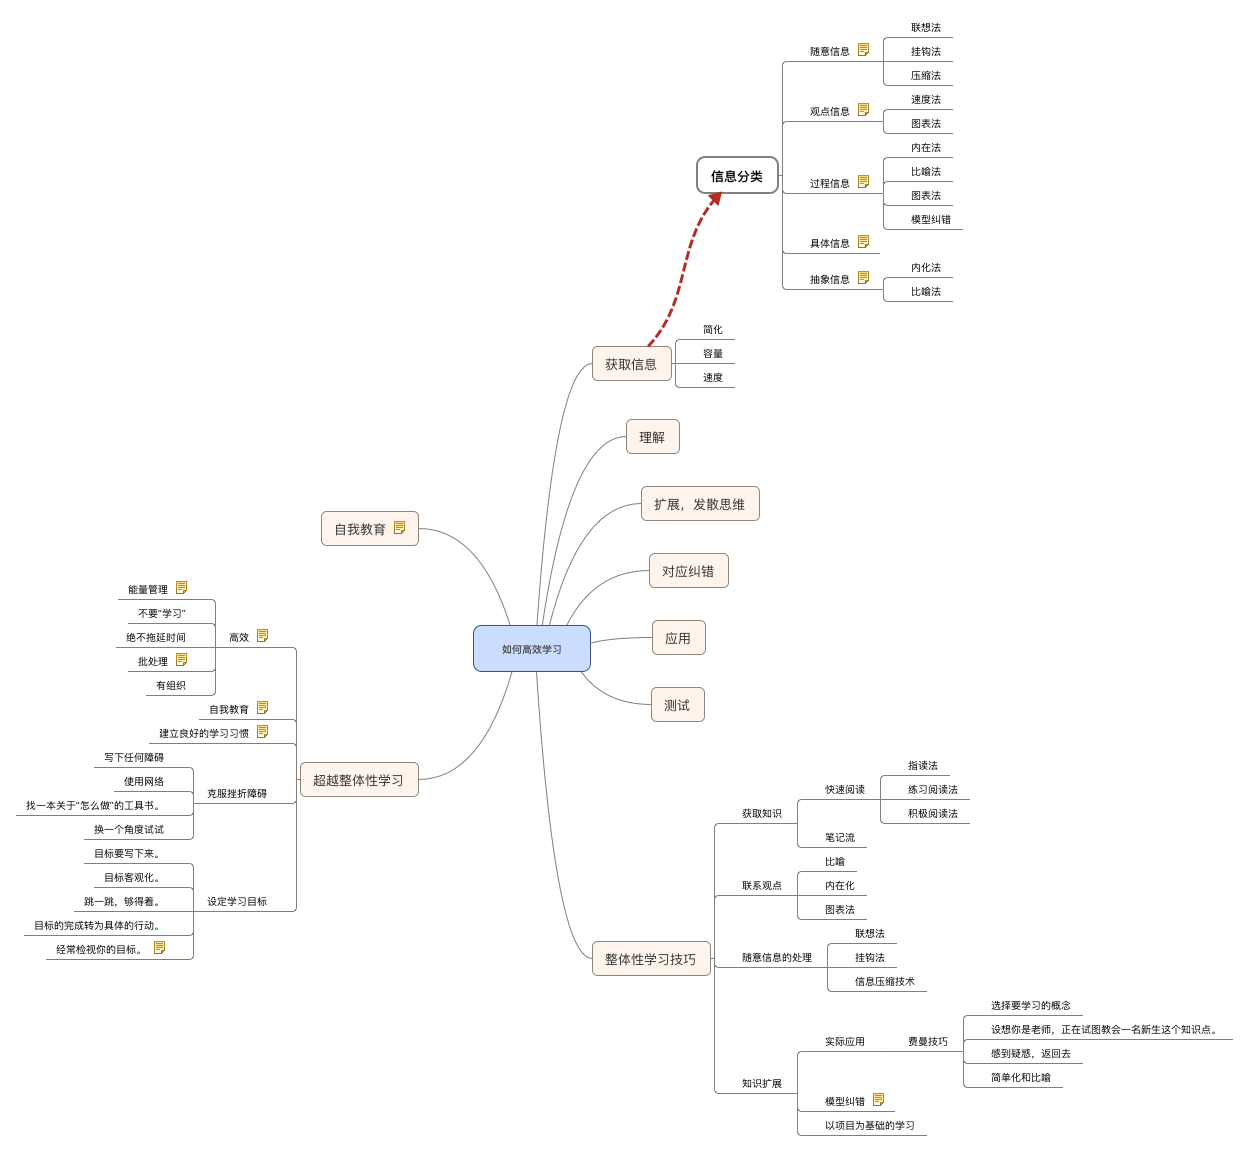 如何高效学习
获取信息
简化
容量
速度
信息分类
随意信息
联想法
挂钩法
压缩法
观点信息
速度法
图表法
过程信息
内在法
比喻法
图表法
模型纠错
具体信息
抽象信息
内化法
比喻法
理解
扩展，发散思维
对应纠错
应用
测试
整体性学习技巧
获取知识
快速阅读
指读法
练习阅读法
积极阅读法
笔记流
联系观点
比喻
内在化
图表法
随意信息的处理
联想法
挂钩法
信息压缩技术
知识扩展
实际应用
费曼技巧
选择要学习的概念
设想你是老师，正在试图教会一名新生这个知识点。
感到疑惑，返回去
简单化和比喻
模型纠错
以项目为基础的学习
自我教育
超越整体性学习
高效
能量管理
不要“学习”
绝不拖延时间
批处理
有组织
自我教育
建立良好的学习习惯
克服挫折障碍
写下任何障碍
使用网络
找一本关于“怎么做”的工具书。
换一个角度试试
设定学习目标
目标要写下来。
目标客观化。
跳一跳，够得着。
目标的完成转为具体的行动。
经常检视你的目标。